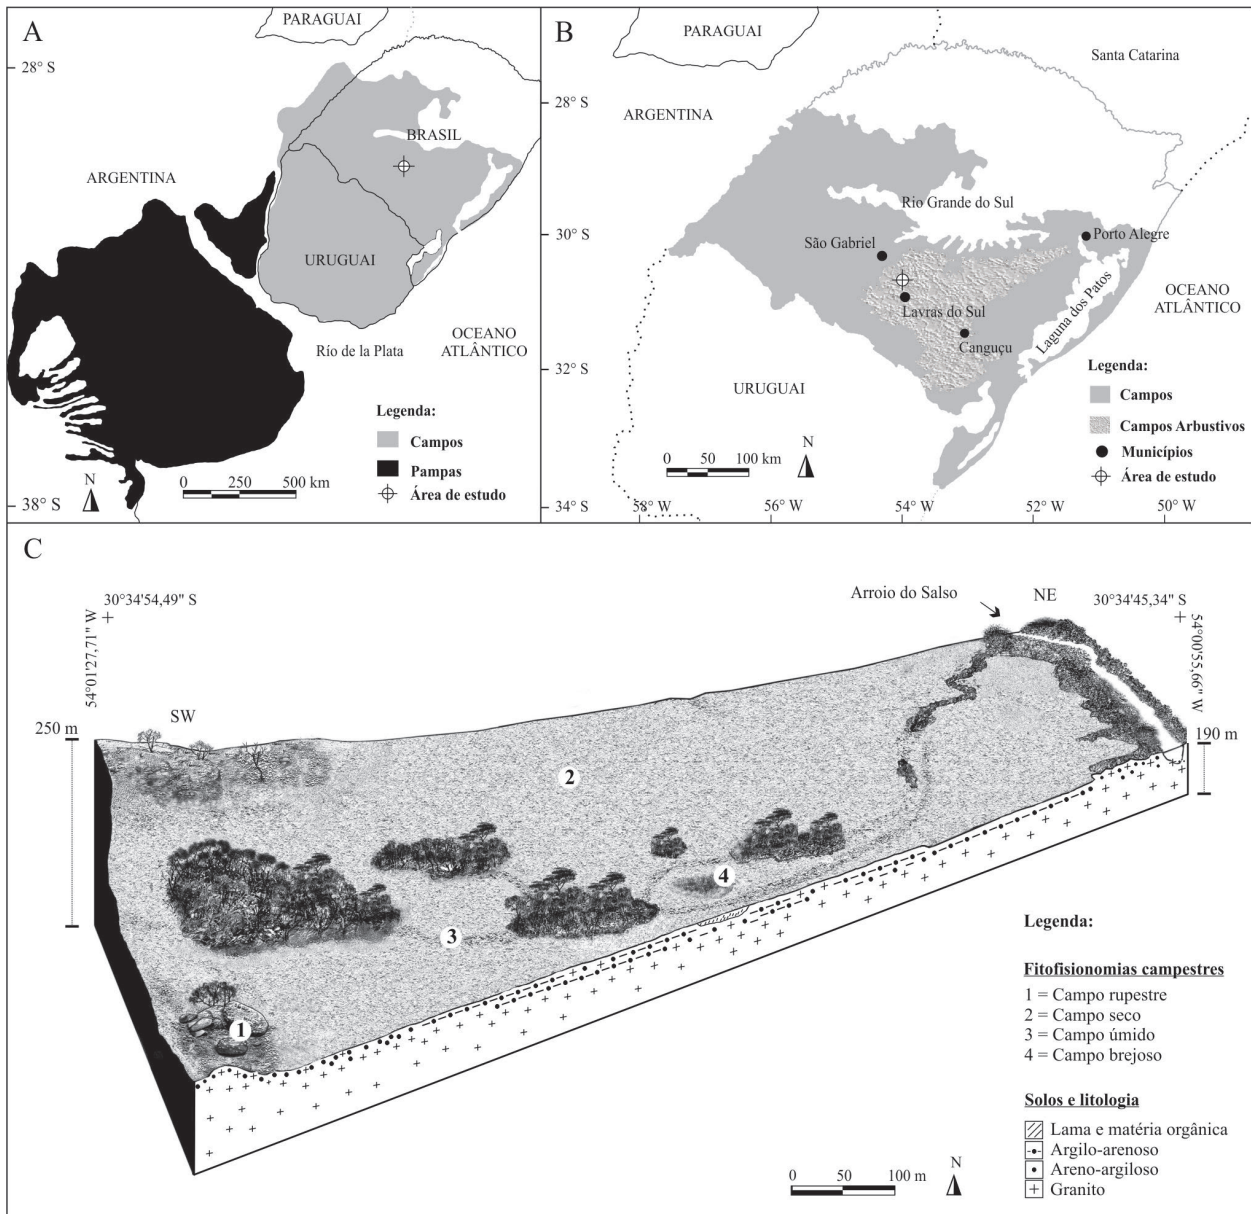 A
PARAGUAI
28° S
BRASIL
ARGENTINA
30° S
URUGUAI
Río de la Plata
OCEANO
ATLÂNTICO
32° S
Legenda:
Campos
Pampas
Área de estudo
N
0 250 500 km
38° S
B
PARAGUAI
Santa Catarina
28° S
ARGENTINA
Rio Grande do Sul
São Gabriel
Porto Alegre
30° S
OCEANO
ATLÂNTICO
Lavras do Sul
Laguna dos Patos
Canguçu
32° S
URUGUAI
Legenda:
Campos
Campos Arbustivos
Municípios
Área de estudo
N
0 50 100 km
34° S
58° W
56° W
54° W
52° W
50° W
C
30°34'54,49" S
54°01'27,71" W
Arroio do Salso
NE
30°34'45,34" S
54°00'55,66" W
SW
250 m
190 m
2
4
3
1
Legenda:
Fitofisionomias campestres
1 = Campo rupestre
2 = Campo seco
3 = Campo úmido
4 = Campo brejoso
Solos e litologia
Lama e matéria orgânica
Argilo-arenoso
Areno-argiloso
Granito
0 50 100 m
N